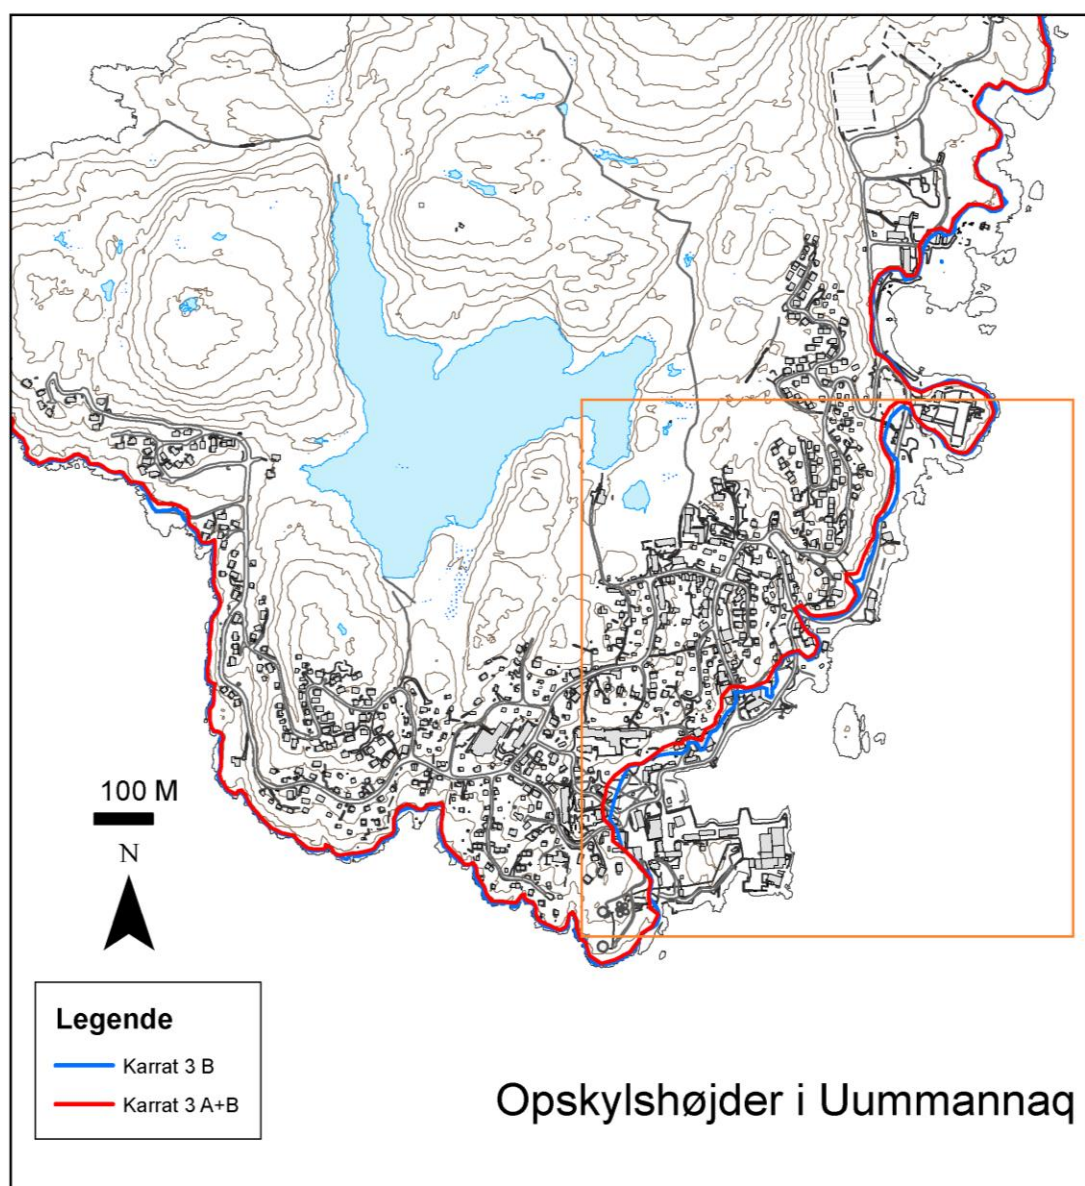 100 M
N
Legende
Karrat 3 B
Karrat 3 A+B
Opskylshøjder i Uummannaq